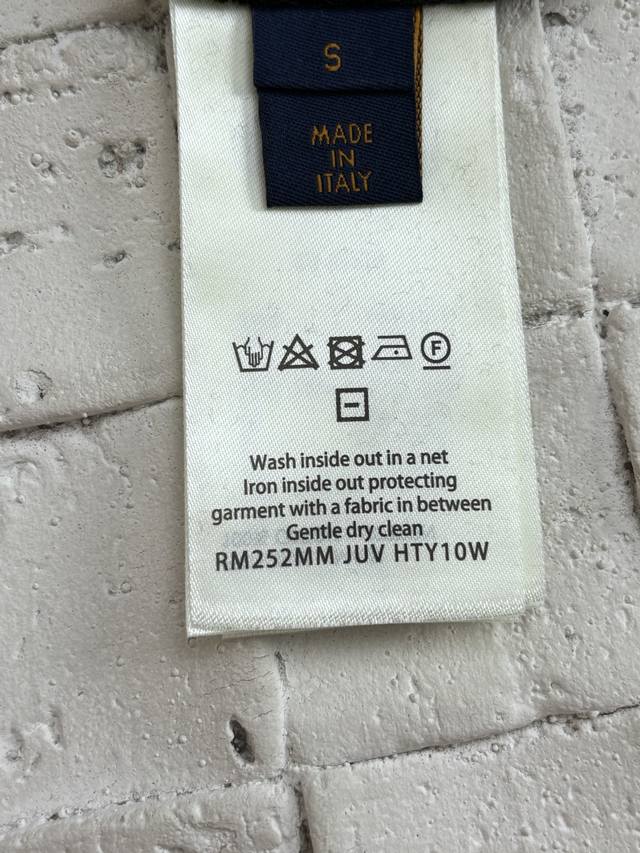 S
MADE
IN
ITALY
F
Wash inside out in a net
Iron inside out protecting
garment with a fabric in between
Gentle dry clean
RM252MM JUV HTY10W